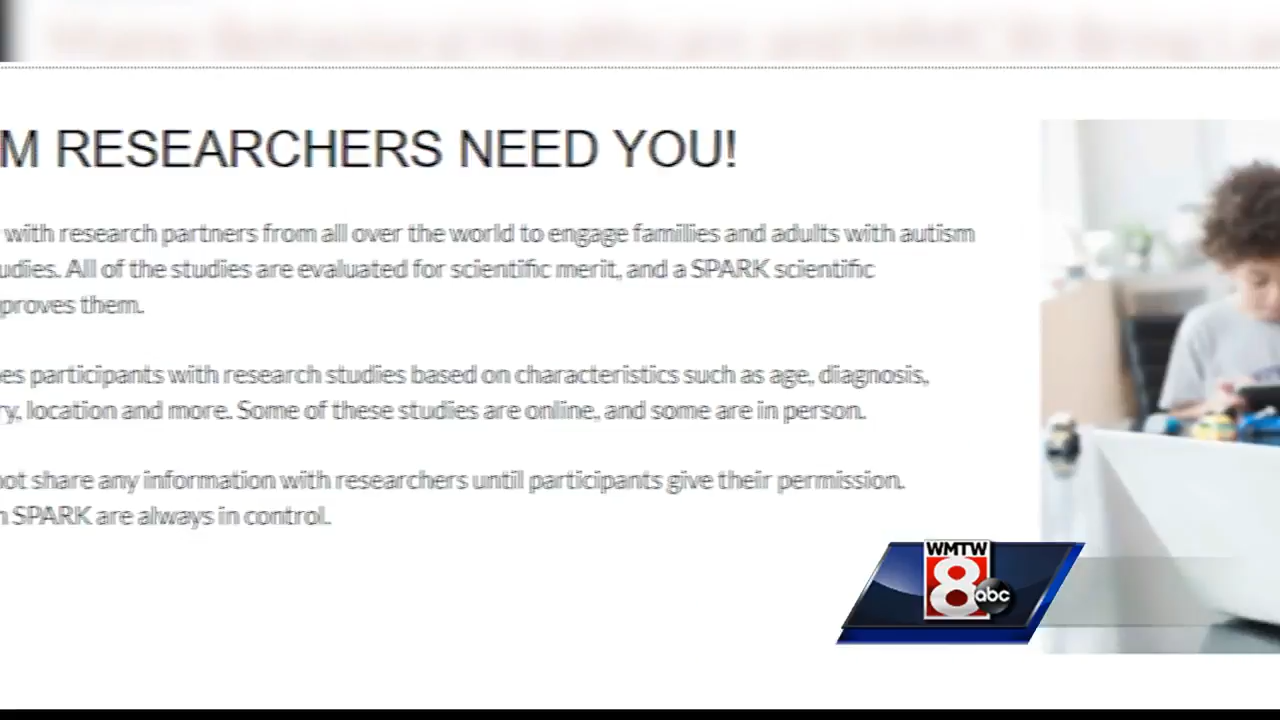 M RESEARCHERS NEED YOU!
with research partners from all over the world to engage families and adults with autism
udies. All of the studies are evaluated for scientific merit, and a SPARK scientific
proves them.
es participants with research studies based on characteristics such as age, diagnosis,
ry, location and more. Some of these studies are online, and some are in person.
not share any information with researchers until participants give their permission.
n SPARK are always in control.
WMTW
8
abc